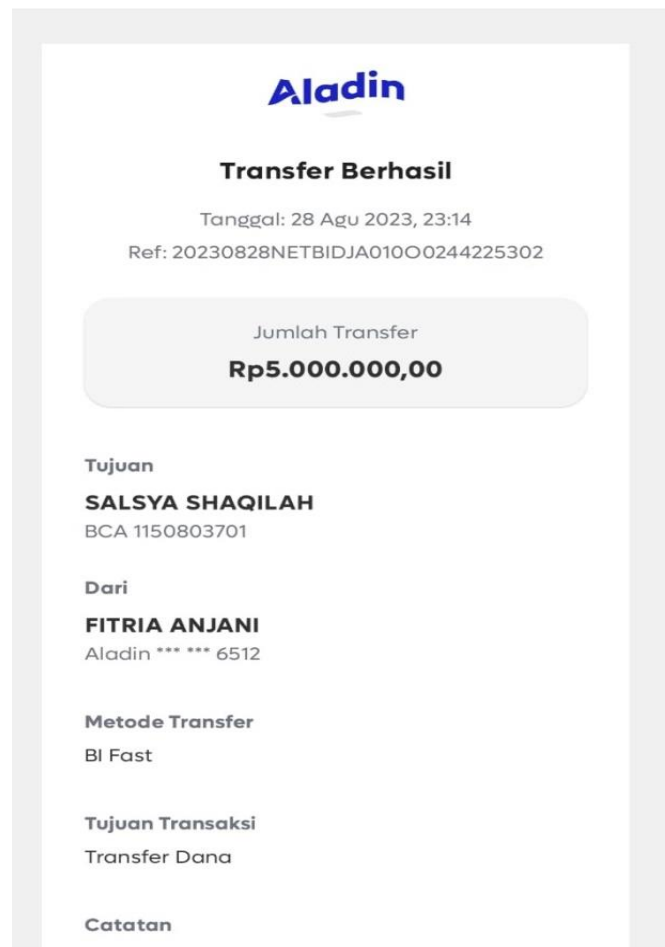 Aladin
Transfer Berhasil
Tanggal: 28 Agu 2023, 23:14
Ref: 20230828NETBIDJA010O0244225302
Jumlah Transfer
Rp5.000.000,00
Tujuan
SALSYA SHAQILAH
BCA 1150803701
Dari
FITRIA ANJANI
Aladin *** *** 6512
Metode Transfer
BI Fast
Tujuan Transaksi
Transfer Dana
Catatan